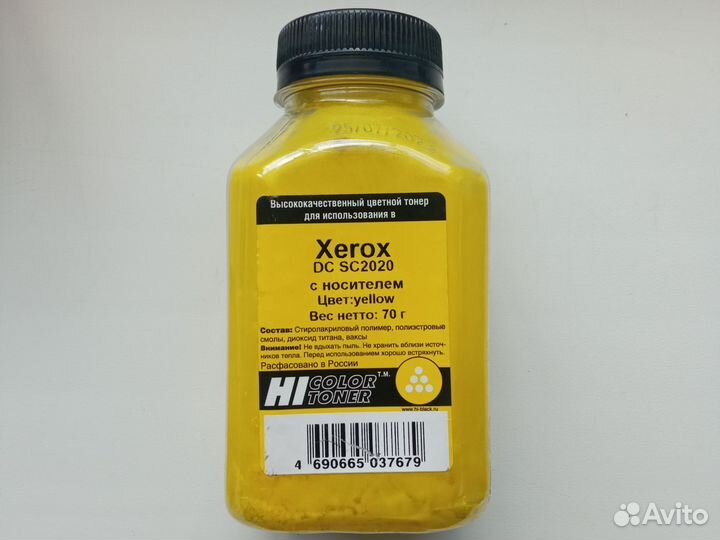 Высококачественный цветной тонер
для использования в
Xerox
DC SC2020
с носителем
Цвет:yellow
Вес нетто: 70 г
Состав: Стиролакриловый полимер, полиэстровые
смолы, диоксид титана, ваксы
Внимание! Не вдыхать пыль. Не хранить вблизи источ-
ников тепла. Перед использованием хорошо встряхнуть.
Расфасовано в России
HI COLOR T.M.
TONER
www.hi-black.ru
4 690665 037679
Avito